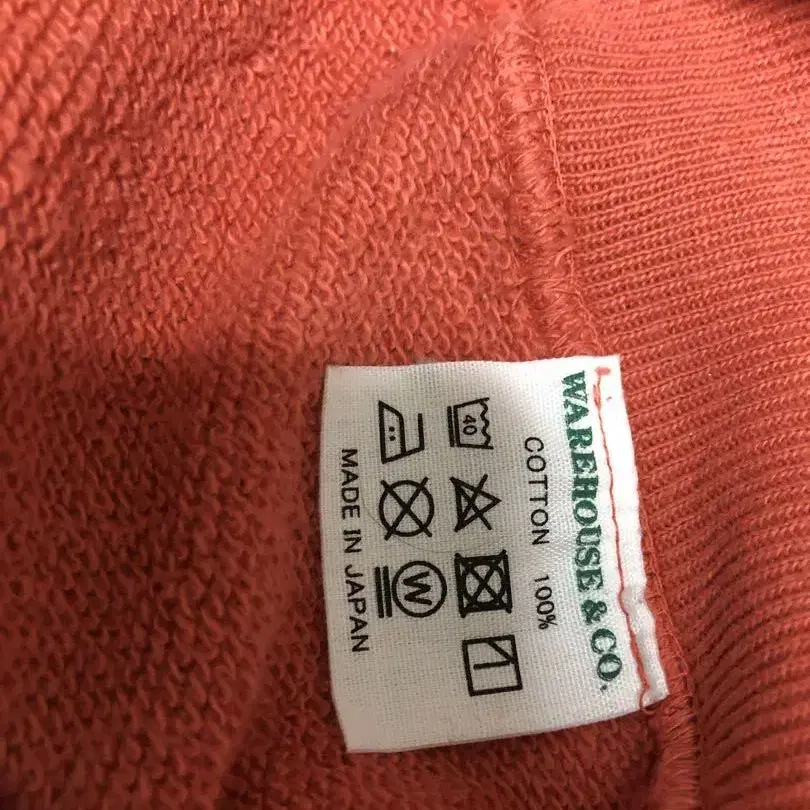 WAREHOUSE & CO.
COTTON 100%
40
W
MADE IN JAPAN